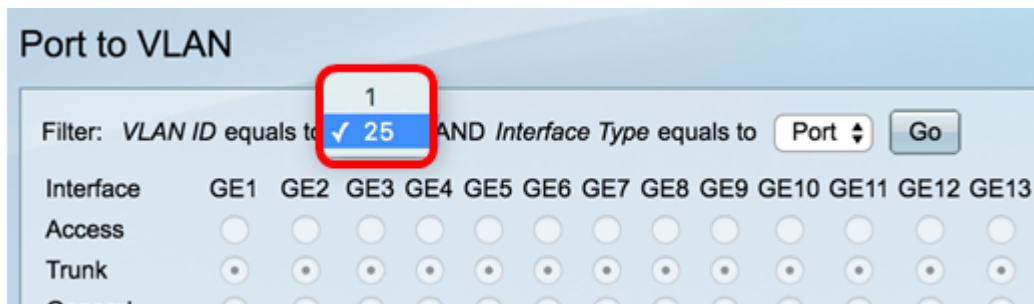 Port to VLAN
1
Filter: VLAN ID equals to ✓ 25 AND Interface Type equals to Port Go
Interface GE1 GE2 GE3 GE4 GE5 GE6 GE7 GE8 GE9 GE10 GE11 GE12 GE13
Access
Trunk